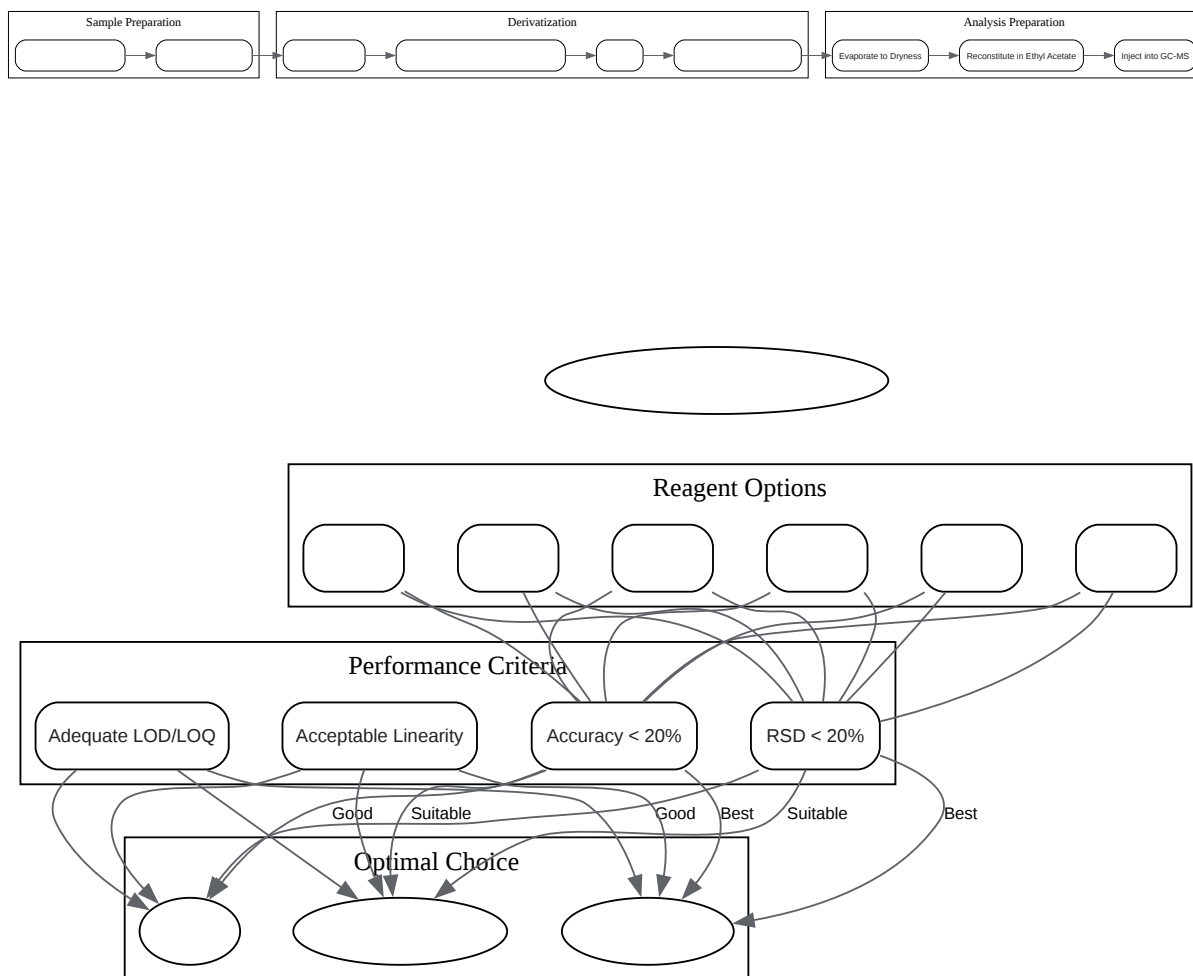 Sample Preparation
Derivatization
Analysis Preparation
Evaporate to Dryness
Reconstitute in Ethyl Acetate
Inject into GC-MS
Reagent Options
Performance Criteria
Adequate LOD/LOQ
Acceptable Linearity
Accuracy < 20%
RSD < 20%
Good
Suitable
Good
Best
Suitable
Best
Optimal Choice